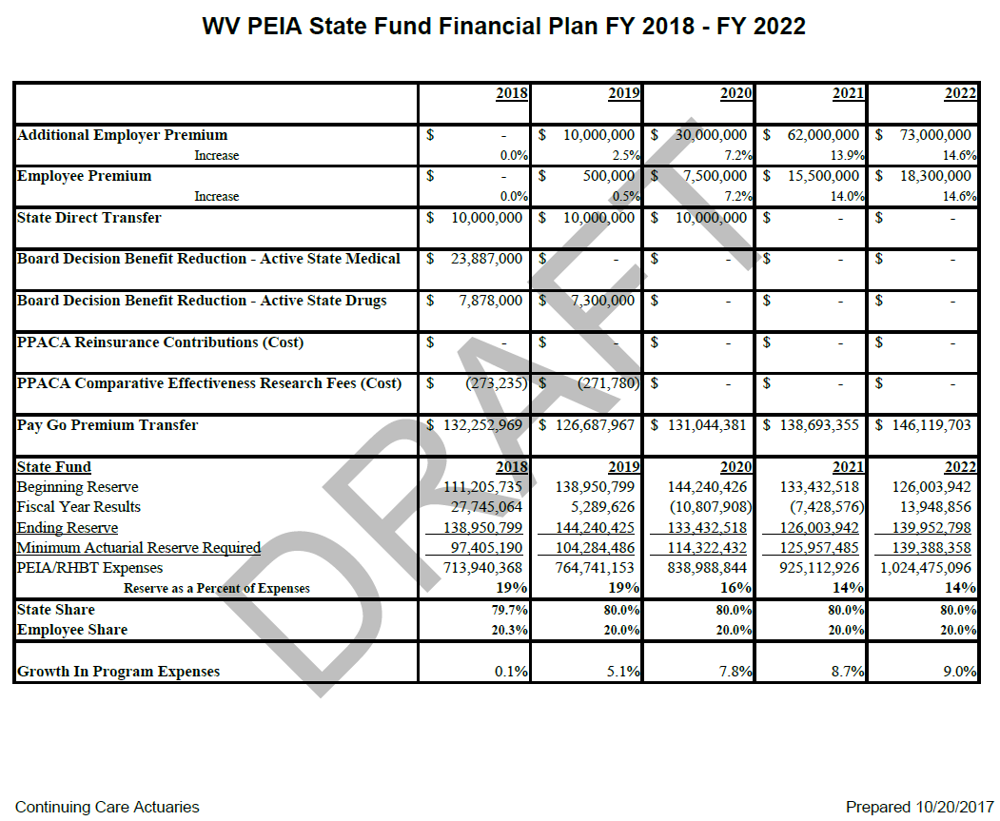 WV PEIA State Fund Financial Plan FY 2018 - FY 2022
2018 2019 2020 2021 2022
Additional Employer Premium $ - $ 10,000,000 $ 30,000,000 $ 62,000,000 $ 73,000,000
Increase 0.0% 2.5% 7.2% 13.9% 14.6%
Employee Premium $ - $ 500,000 $ 7,500,000 $ 15,500,000 $ 18,300,000
Increase 0.0% 0.5% 7.2% 14.0% 14.6%
State Direct Transfer $ 10,000,000 $ 10,000,000 $ 10,000,000 $ - $ -
Board Decision Benefit Reduction - Active State Medical $ 23,887,000 $ - $ - $ - $ -
Board Decision Benefit Reduction - Active State Drugs $ 7,878,000 $ 7,300,000 $ - $ - $ -
PPACA Reinsurance Contributions (Cost) $ - $ - $ - $ - $ -
PPACA Comparative Effectiveness Research Fees (Cost) $ (273,235) $ (271,780) $ - $ - $ -
Pay Go Premium Transfer $ 132,252,969 $ 126,687,967 $ 131,044,381 $ 138,693,355 $ 146,119,703
State Fund 2018 2019 2020 2021 2022
Beginning Reserve 111,205,735 138,950,799 144,240,426 133,432,518 126,003,942
Fiscal Year Results 27,745,064 5,289,626 (10,807,908) (7,428,576) 13,948,856
Ending Reserve 138,950,799 144,240,425 133,432,518 126,003,942 139,952,798
Minimum Actuarial Reserve Required 97,405,190 104,284,486 114,322,432 125,957,485 139,388,358
PEIA/RHBT Expenses 713,940,368 764,741,153 838,988,844 925,112,926 1,024,475,096
Reserve as a Percent of Expenses 19% 19% 16% 14% 14%
State Share 79.7% 80.0% 80.0% 80.0% 80.0%
Employee Share 20.3% 20.0% 20.0% 20.0% 20.0%
Growth In Program Expenses 0.1% 5.1% 7.8% 8.7% 9.0%
DRAFT
Continuing Care Actuaries Prepared 10/20/2017